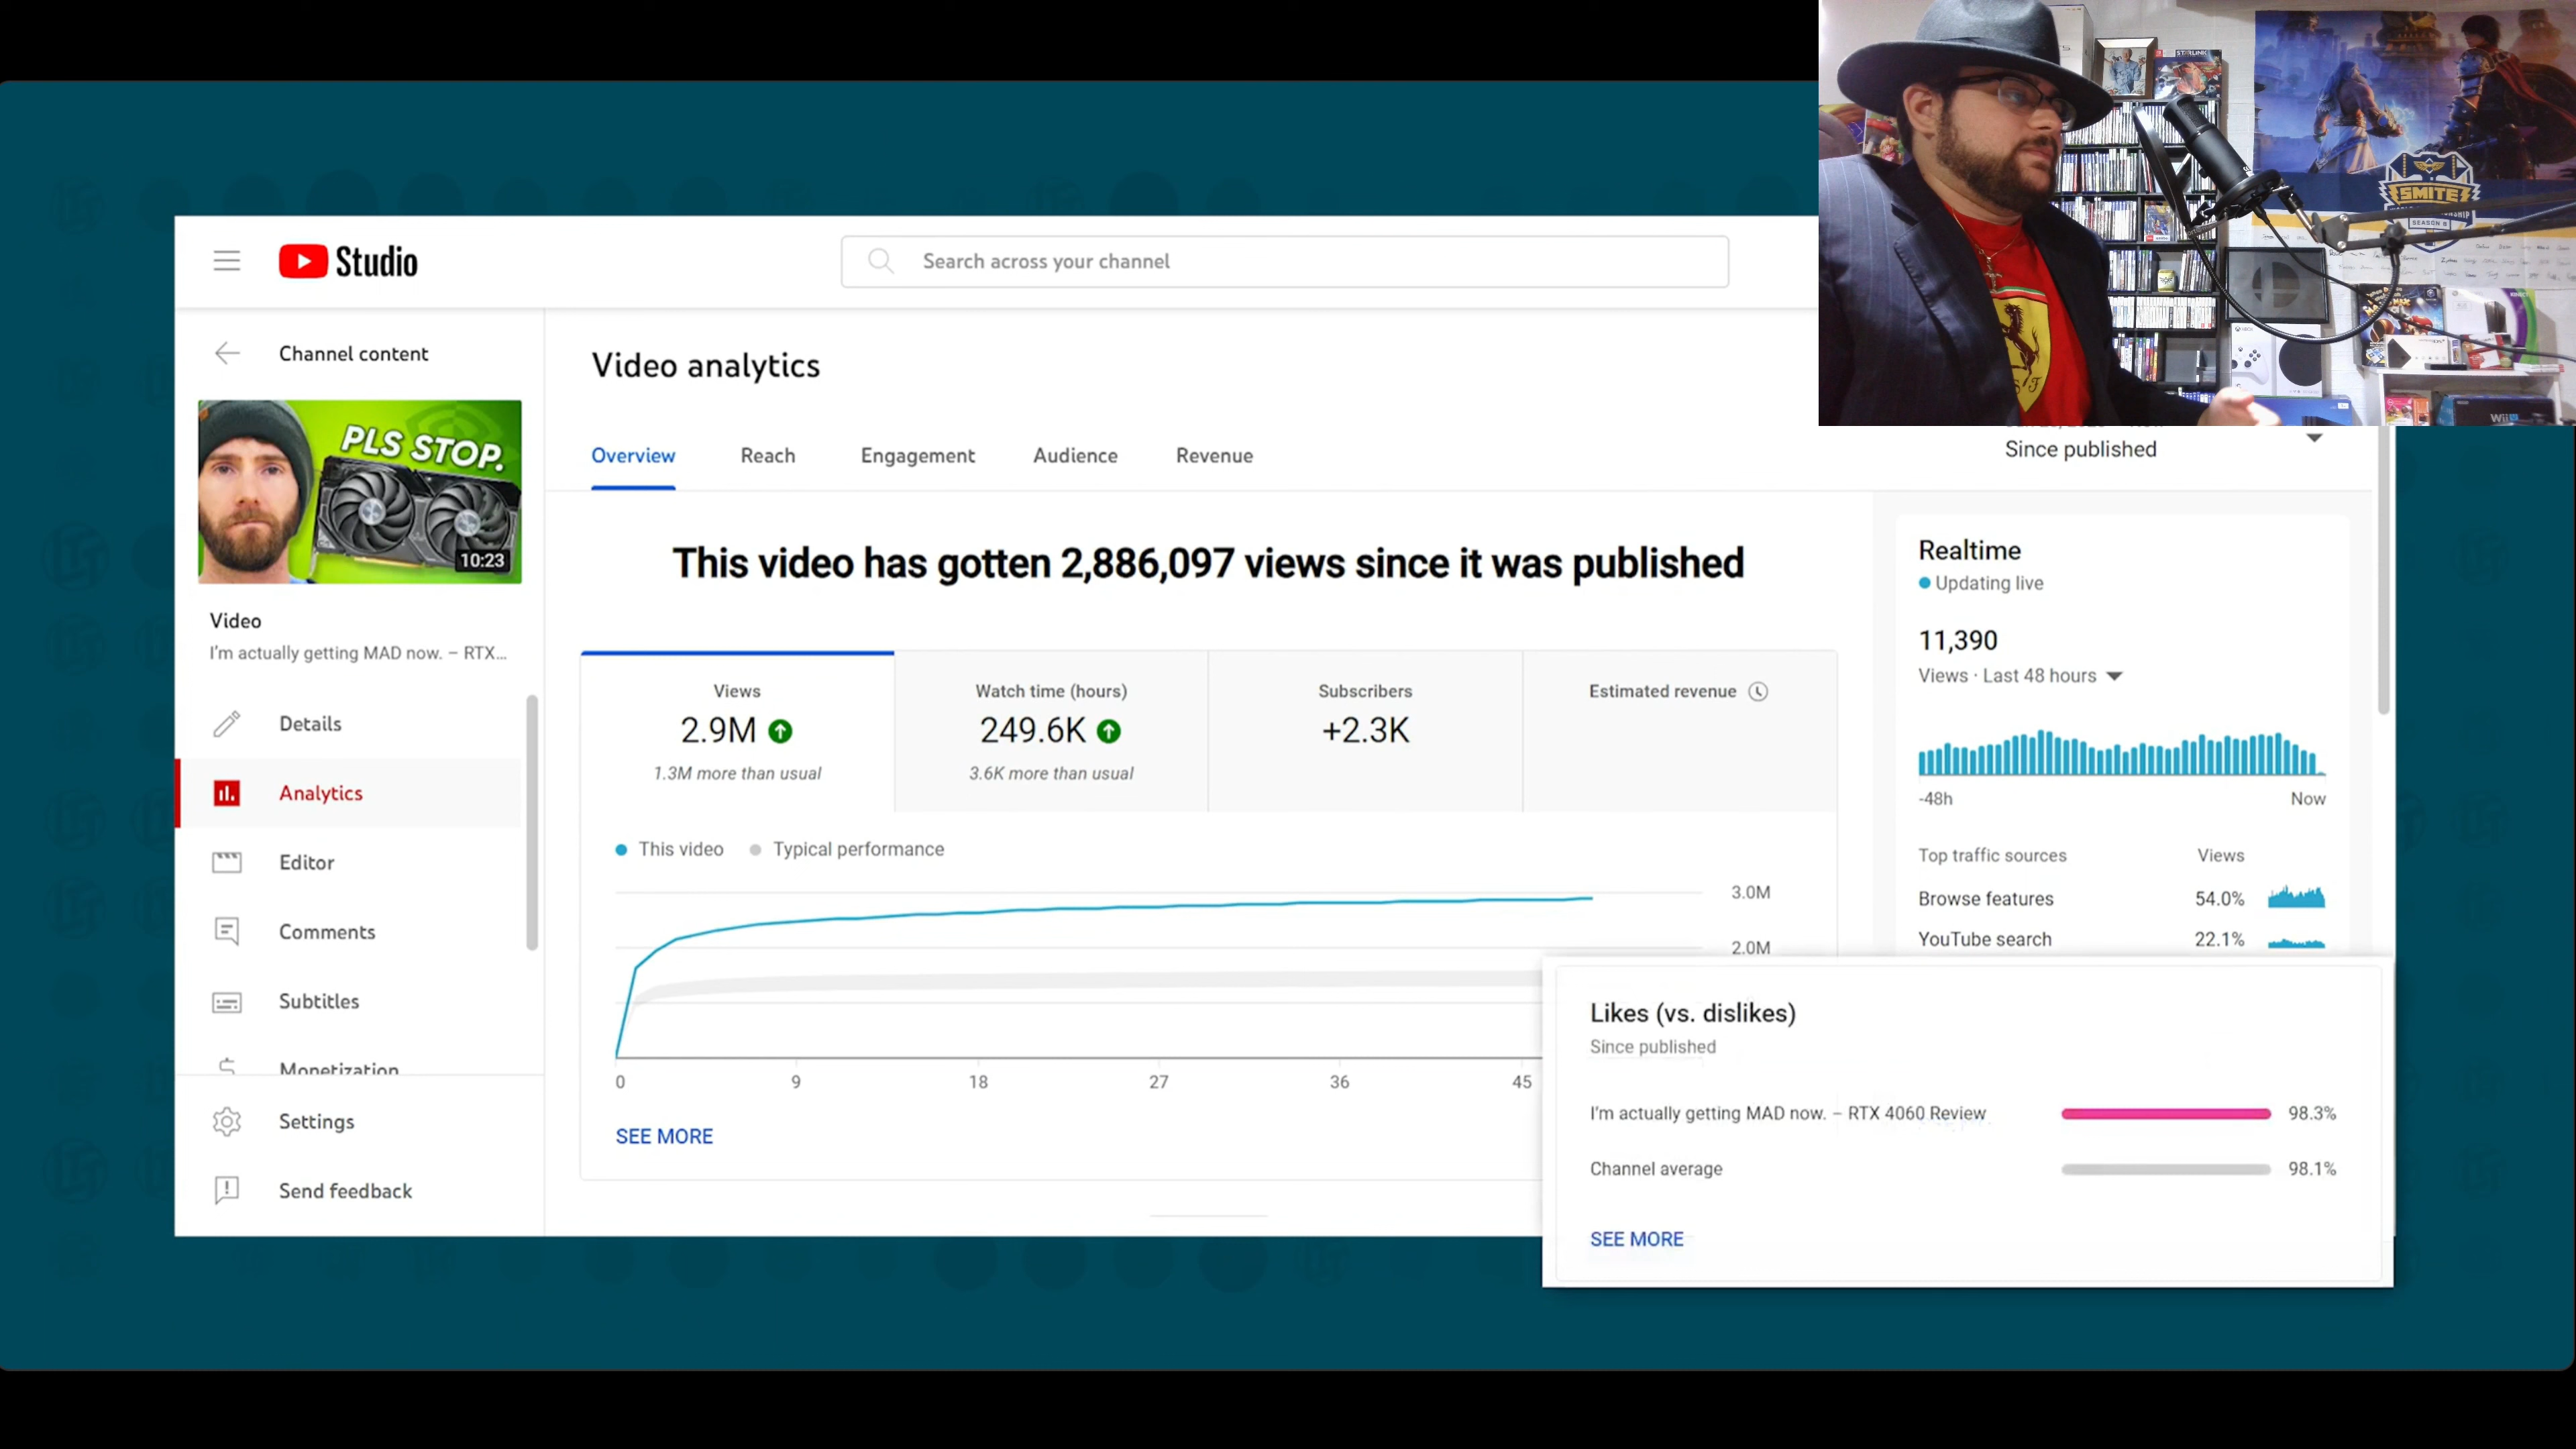 Studio
Search across your channel
Channel content
PLS STOP.
10:23
Video
I'm actually getting MAD now. – RTX...
Details
Analytics
Editor
Comments
Subtitles
Monetization
Settings
Send feedback
Video analytics
Overview
Reach
Engagement
Audience
Revenue
Since published
This video has gotten 2,886,097 views since it was published
Views
2.9M
1.3M more than usual
Watch time (hours)
249.6K
3.6K more than usual
Subscribers
+2.3K
Estimated revenue
This video
Typical performance
3.0M
2.0M
0 9 18 27 36 45
SEE MORE
Realtime
Updating live
11,390
Views · Last 48 hours
-48h
Now
Top traffic sources
Views
Browse features
54.0%
YouTube search
22.1%
Likes (vs. dislikes)
Since published
I'm actually getting MAD now. – RTX 4060 Review
98.3%
Channel average
98.1%
SEE MORE
STARLINK
SMITE
SEASON 8
XBOX
S F
Wii U